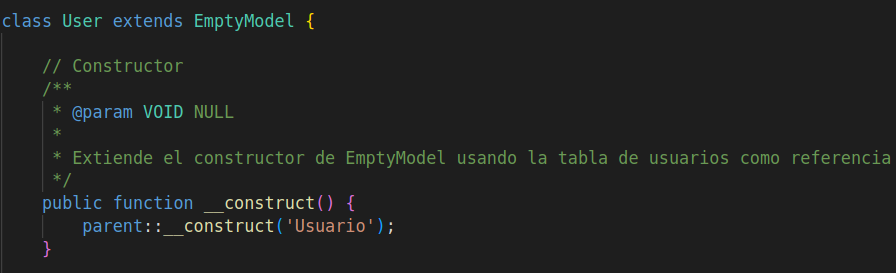 class User extends EmptyModel {
// Constructor
/**
* @param VOID NULL
*
* Extiende el constructor de EmptyModel usando la tabla de usuarios como referencia
*/
public function __construct() {
parent::__construct('Usuario');
}